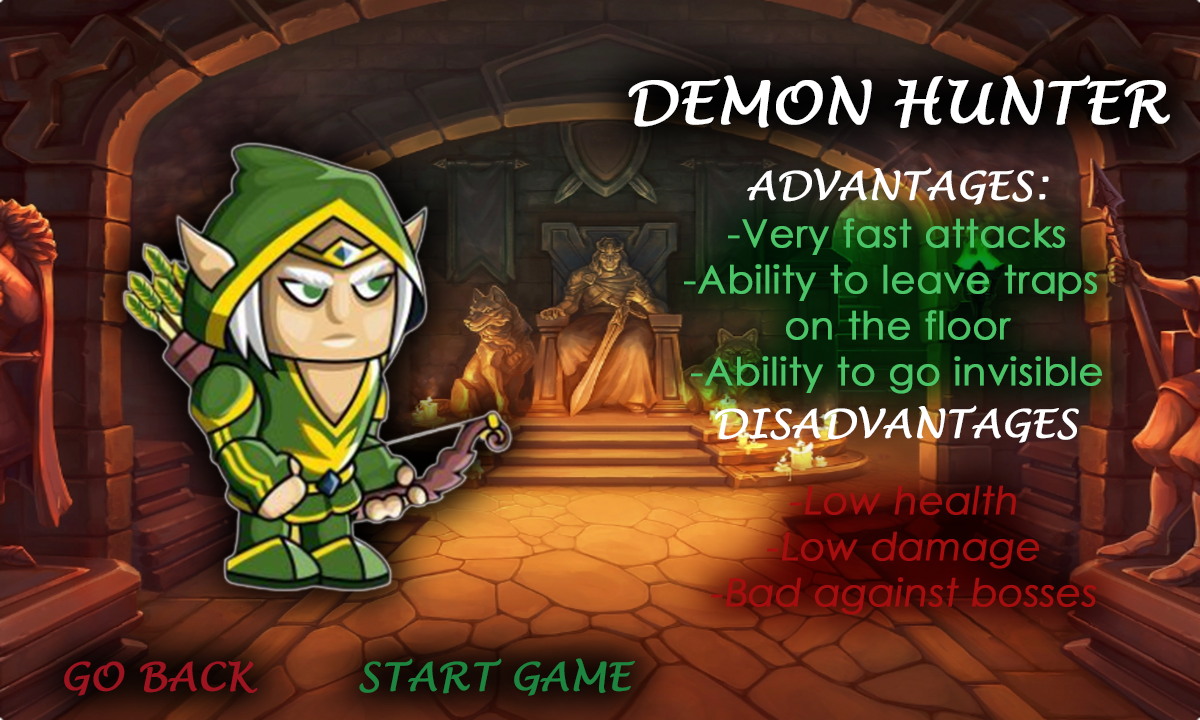 DEMON HUNTER
ADVANTAGES:
-Very fast attacks
-Ability to leave traps
on the floor
-Ability to go invisible
DISADVANTAGES
-Low health
-Low damage
-Bad against bosses
GO BACK
START GAME